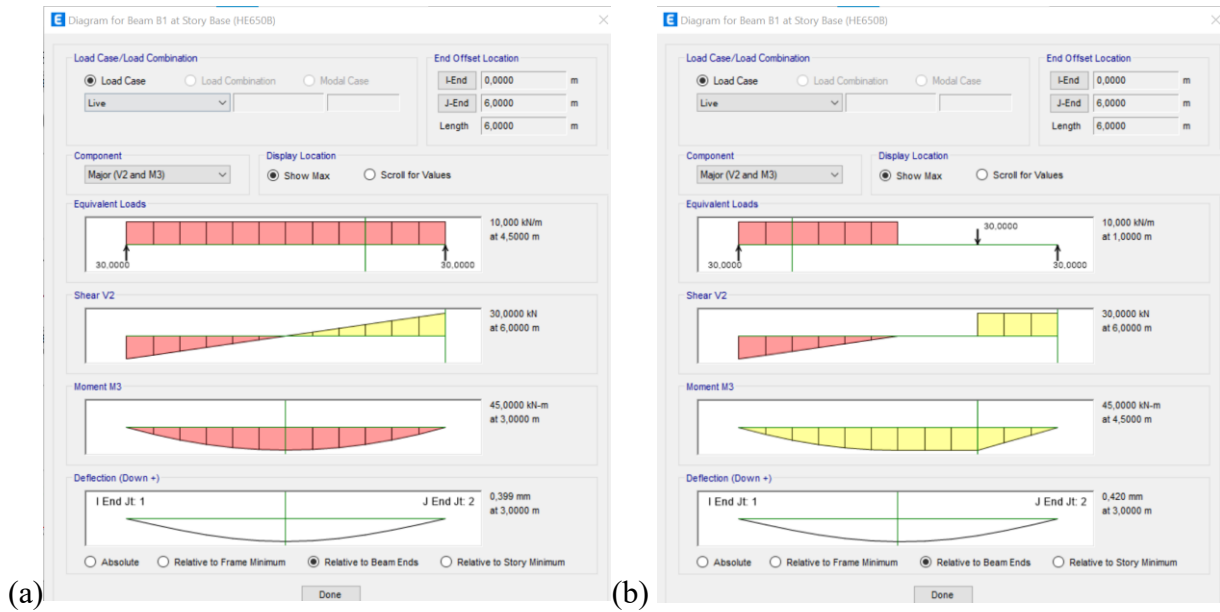 Diagram for Beam B1 at Story Base (HE650B)
Load Case/Load Combination
Load Case Load Combination Modal Case
Live
End Offset Location
I-End 0,0000 m
J-End 6,0000 m
Length 6,0000 m
Component
Major (V2 and M3)
Display Location
Show Max Scroll for Values
Equivalent Loads
10,000 kN/m
at 4,5000 m
30,0000 30,0000
Shear V2
30,0000 kN
at 6,0000 m
Moment M3
45,0000 kN-m
at 3,0000 m
Deflection (Down +)
I End Jt: 1 J End Jt: 2
0,399 mm
at 3,0000 m
Absolute Relative to Frame Minimum Relative to Beam Ends Relative to Story Minimum
Done
(a)
Diagram for Beam B1 at Story Base (HE650B)
Load Case/Load Combination
Load Case Load Combination Modal Case
Live
End Offset Location
I-End 0,0000 m
J-End 6,0000 m
Length 6,0000 m
Component
Major (V2 and M3)
Display Location
Show Max Scroll for Values
Equivalent Loads
30,0000
10,000 kN/m
at 1,0000 m
30,0000 30,0000
Shear V2
30,0000 kN
at 6,0000 m
Moment M3
45,0000 kN-m
at 4,5000 m
Deflection (Down +)
I End Jt: 1 J End Jt: 2
0,420 mm
at 3,0000 m
Absolute Relative to Frame Minimum Relative to Beam Ends Relative to Story Minimum
Done
(b)